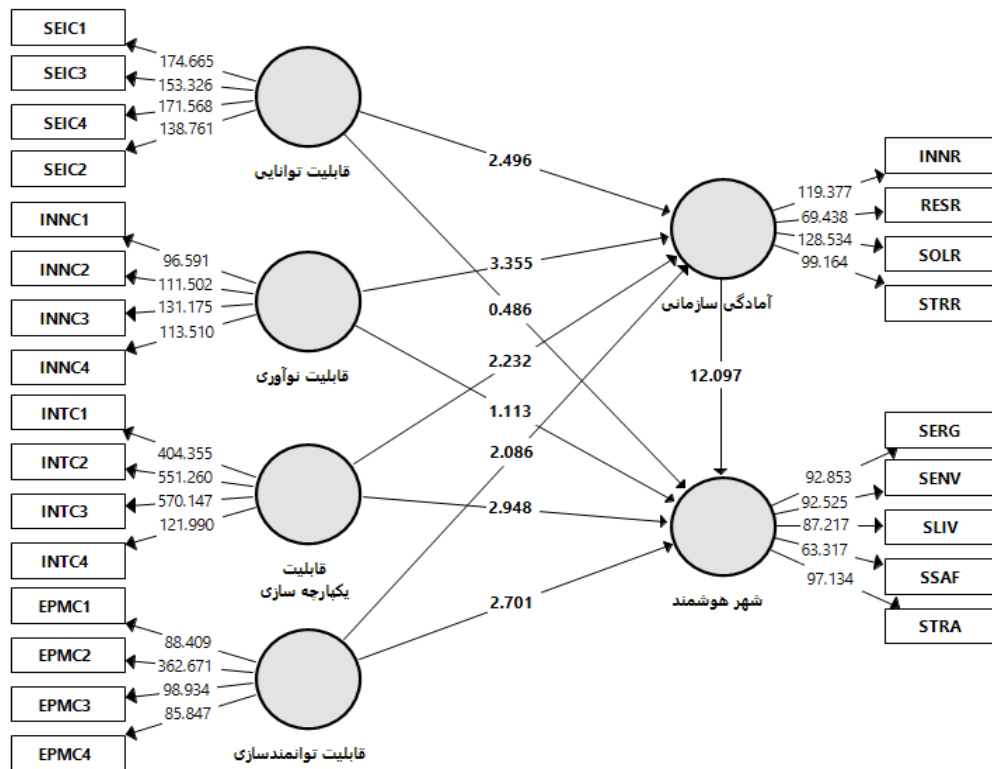 SEIC1
SEIC3
SEIC4
SEIC2
174.665
153.326
171.568
138.761
قابلیت توانایی
INNC1
INNC2
INNC3
INNC4
96.591
111.502
131.175
113.510
قابلیت نوآوری
INTC1
INTC2
INTC3
INTC4
404.355
551.260
570.147
121.990
قابلیت
یکپارچه سازی
EPMC1
EPMC2
EPMC3
EPMC4
88.409
362.671
98.934
85.847
قابلیت توانمندسازی
2.496
3.355
0.486
2.232
1.113
2.086
2.948
2.701
12.097
آمادگی سازمانی
119.377
69.438
128.534
99.164
INNR
RESR
SOLR
STRR
شهر هوشمند
92.853
92.525
87.217
63.317
97.134
SERG
SENV
SLIV
SSAF
STRA